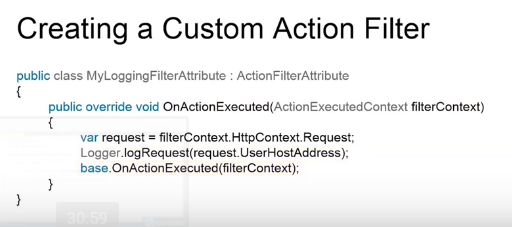 Creating a Custom Action Filter
public class MyLoggingFilterAttribute : ActionFilterAttribute
{
public override void OnActionExecuted(ActionExecutedContext filterContext)
{
var request = filterContext.HttpContext.Request;
Logger.logRequest(request.UserHostAddress);
base.OnActionExecuted(filterContext);
}
}
30:59